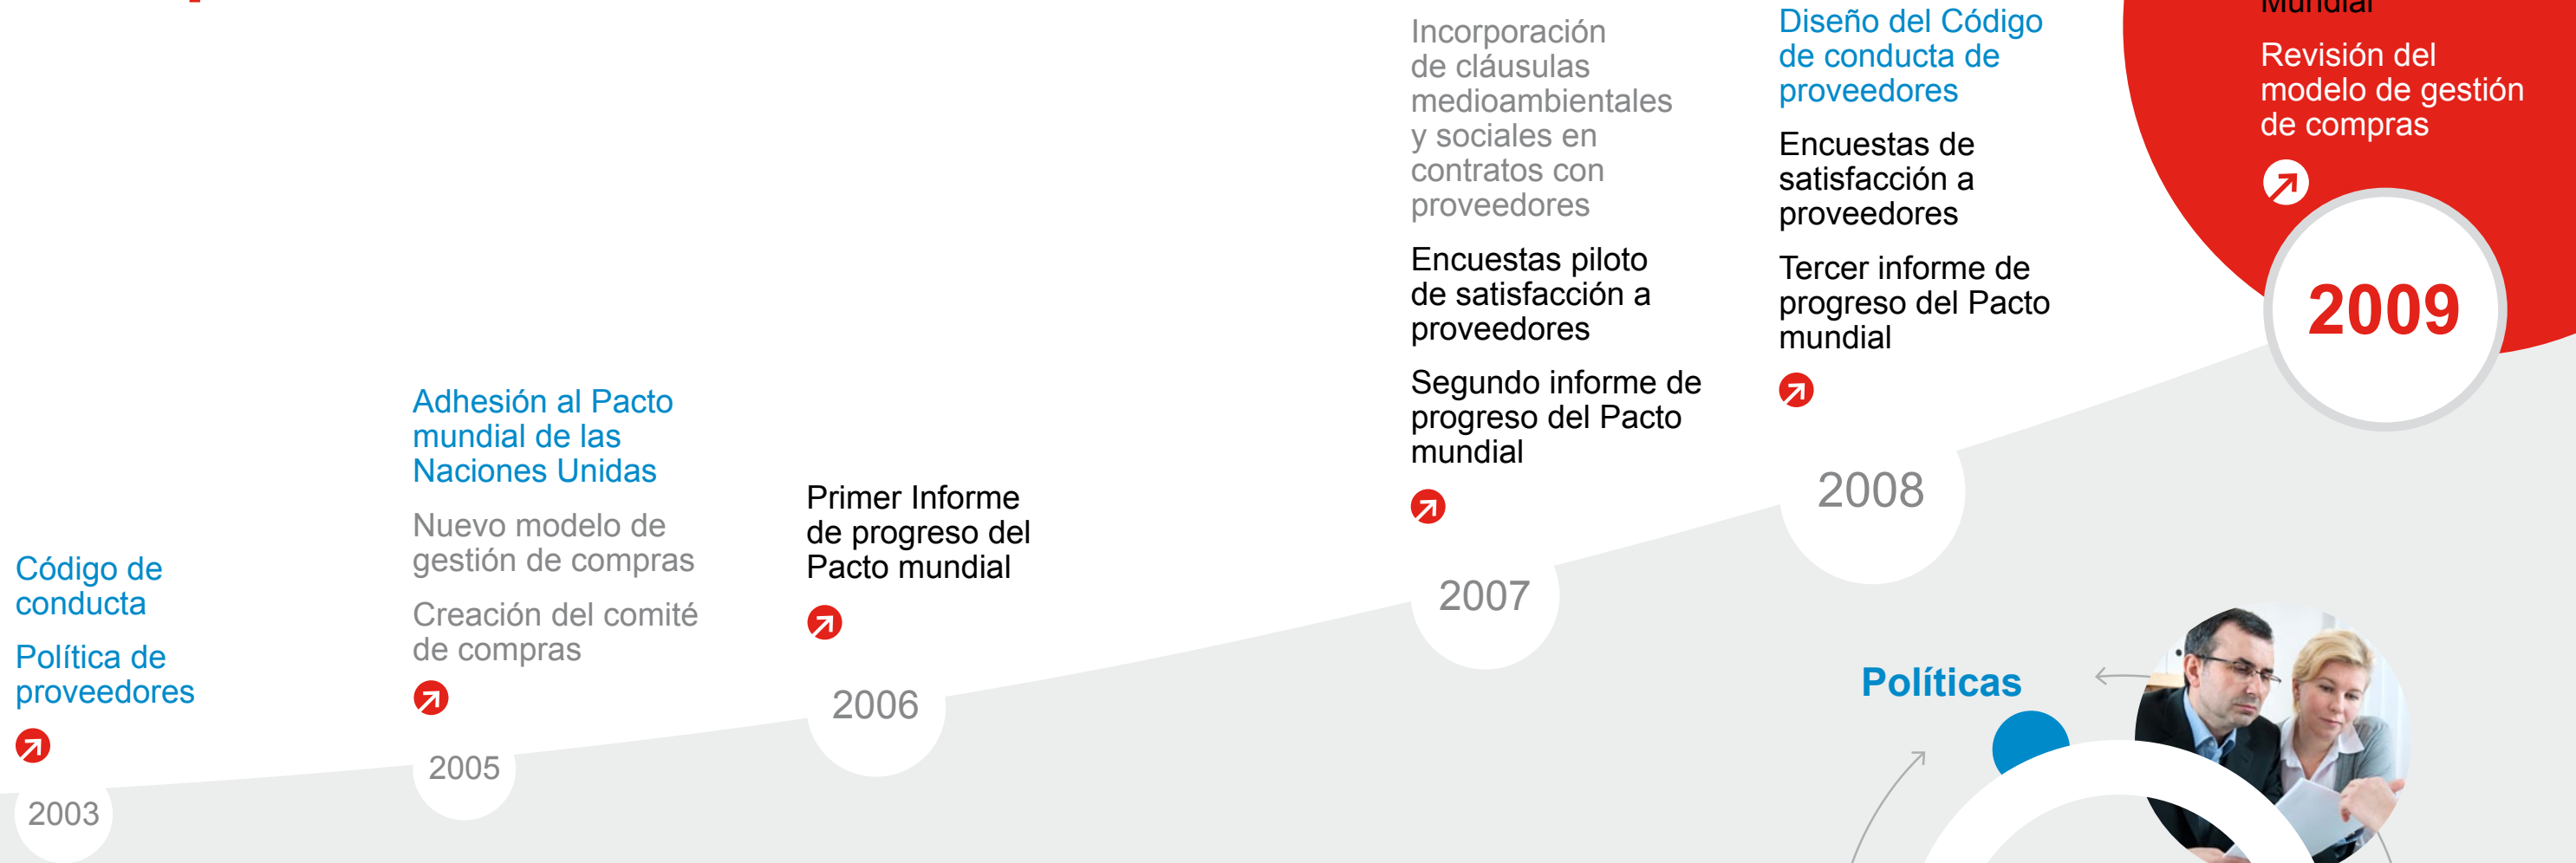 Código de
conducta
Política de
proveedores
2003
Adhesión al Pacto
mundial de las
Naciones Unidas
Nuevo modelo de
gestión de compras
Creación del comité
de compras
2005
Primer Informe
de progreso del
Pacto mundial
2006
Incorporación
de cláusulas
medioambientales
y sociales en
contratos con
proveedores
Encuestas piloto
de satisfacción a
proveedores
Segundo informe de
progreso del Pacto
mundial
2007
Diseño del Código
de conducta de
proveedores
Encuestas de
satisfacción a
proveedores
Tercer informe de
progreso del Pacto
mundial
2008
Mundial
Revisión del
modelo de gestión
de compras
2009
Políticas